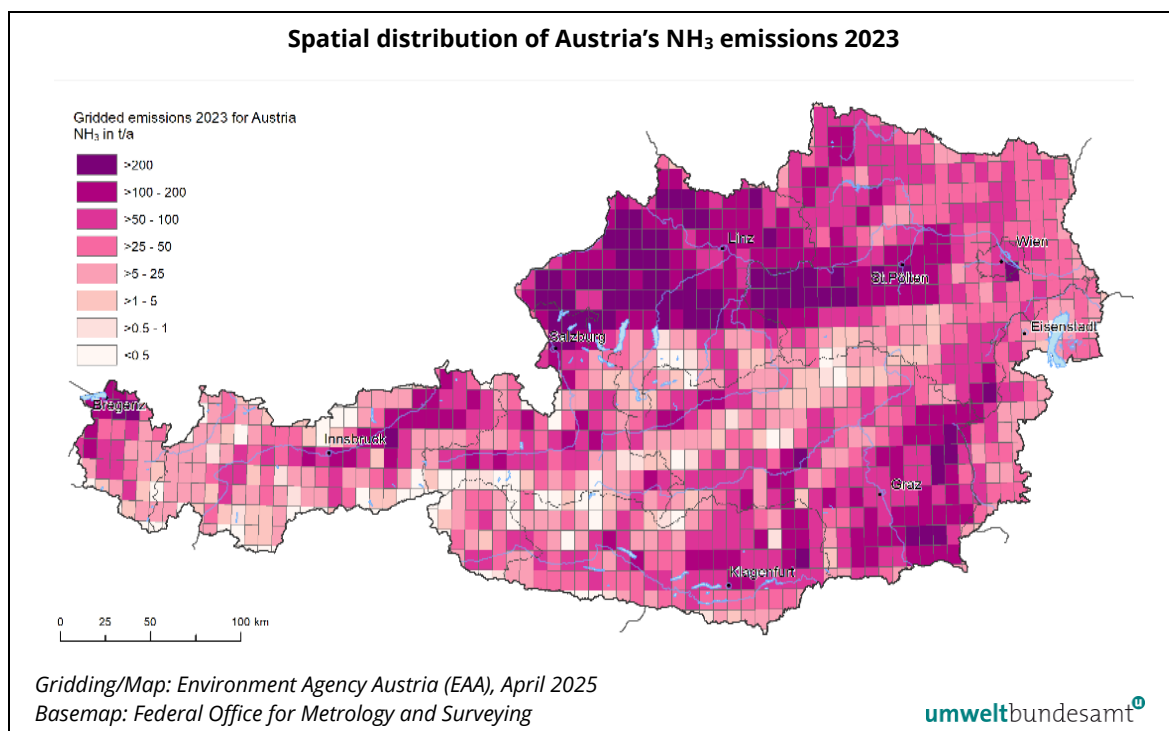 Spatial distribution of Austria's NH₃ emissions 2023
Gridded emissions 2023 for Austria
NH₃ in t/a
>200
>100 - 200
>50 - 100
>25 - 50
>5 - 25
>1 - 5
>0.5 - 1
<0.5
Linz
Wien
St.Pölten
Eisenstadt
Salzburg
Bregenz
Innsbruck
Graz
Klagenfurt
0 25 50 100 km
Gridding/Map: Environment Agency Austria (EAA), April 2025
Basemap: Federal Office for Metrology and Surveying
umweltbundesamt u